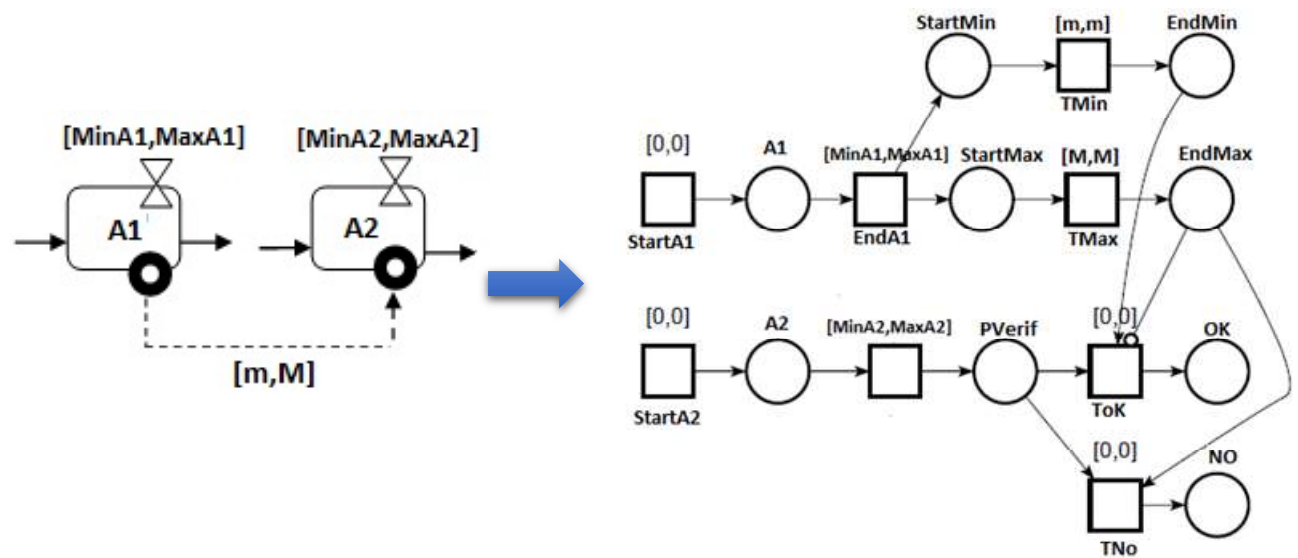 [MinA1,MaxA1]
[MinA2,MaxA2]
A1
A2
[m,M]
StartMin
[m,m]
EndMin
TMin
[0,0]
A1
[MinA1,MaxA1]
StartMax
[M,M]
EndMax
StartA1
EndA1
TMax
[0,0]
A2
[MinA2,MaxA2]
PVerif
[0,0]
OK
StartA2
ToK
[0,0]
NO
TNo